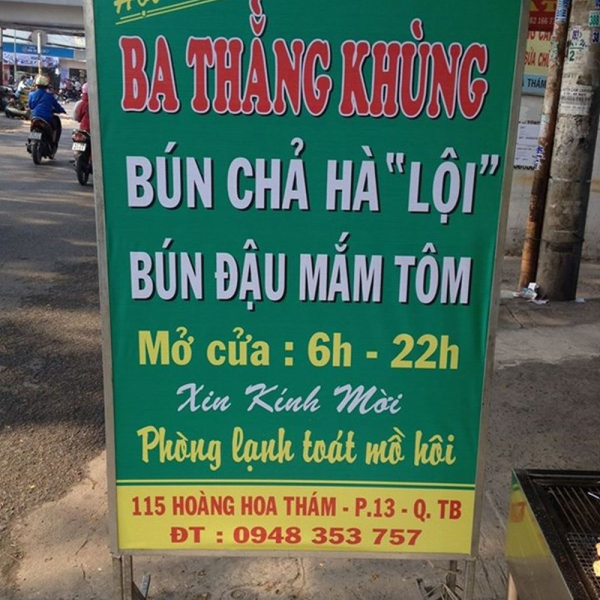 BA THẰNG KHÙNG
BÚN CHẢ HÀ "LỘI"
BÚN ĐẬU MẮM TÔM
Mở cửa : 6h - 22h
Xin Kính Mời
Phòng lạnh toát mồ hôi
115 HOÀNG HOA THÁM - P.13 - Q. TB
ĐT : 0948 353 757